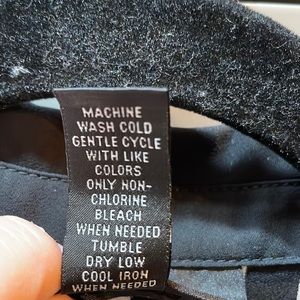 MACHINE
WASH COLD
GENTLE CYCLE
WITH LIKE
COLORS
ONLY NON-
CHLORINE
BLEACH
WHEN NEEDED
TUMBLE
DRY LOW
COOL IRON
WHEN NEEDED